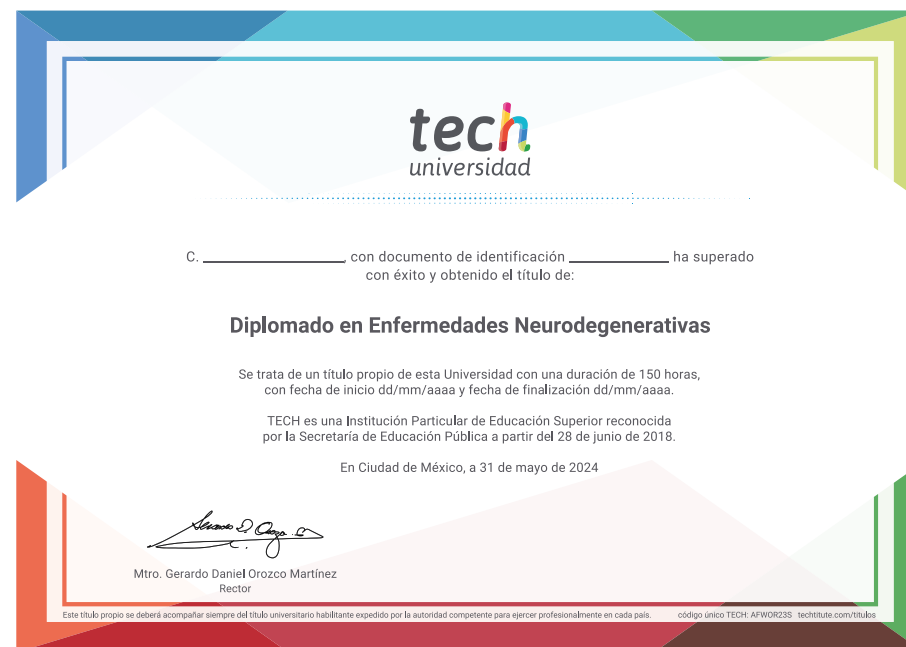 tech
universidad
C. ____________, con documento de identificación _________ ha superado
con éxito y obtenido el título de:
Diplomado en Enfermedades Neurodegenerativas
Se trata de un título propio de esta Universidad con una duración de 150 horas,
con fecha de inicio dd/mm/aaaa y fecha de finalización dd/mm/aaaa.
TECH es una Institución Particular de Educación Superior reconocida
por la Secretaría de Educación Pública a partir del 28 de junio de 2018.
En Ciudad de México, a 31 de mayo de 2024
Mtro. Gerardo Daniel Orozco Martínez
Rector
Este título propio se deberá acompañar siempre del título universitario habilitante expedido por la autoridad competente para ejercer profesionalmente en cada país. código único TECH: AFWOR23S techtitute.com/titulos